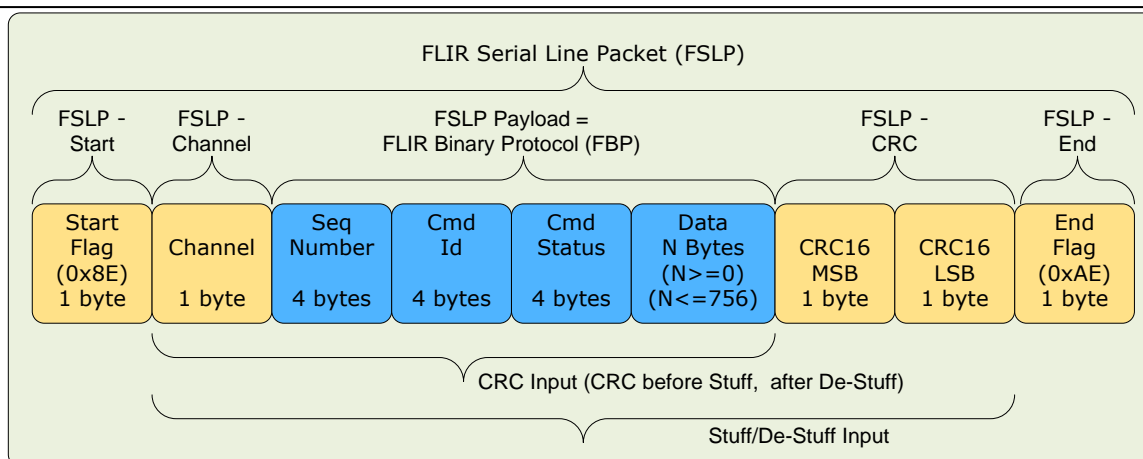 FLIR Serial Line Packet (FSLP)
FSLP -
Start
FSLP -
Channel
FSLP Payload =
FLIR Binary Protocol (FBP)
FSLP -
CRC
FSLP -
End
Start
Flag
(0x8E)
1 byte
Channel
1 byte
Seq
Number
4 bytes
Cmd
Id
4 bytes
Cmd
Status
4 bytes
Data
N Bytes
(N>=0)
(N<=756)
CRC16
MSB
1 byte
CRC16
LSB
1 byte
End
Flag
(0xAE)
1 byte
CRC Input (CRC before Stuff, after De-Stuff)
Stuff/De-Stuff Input